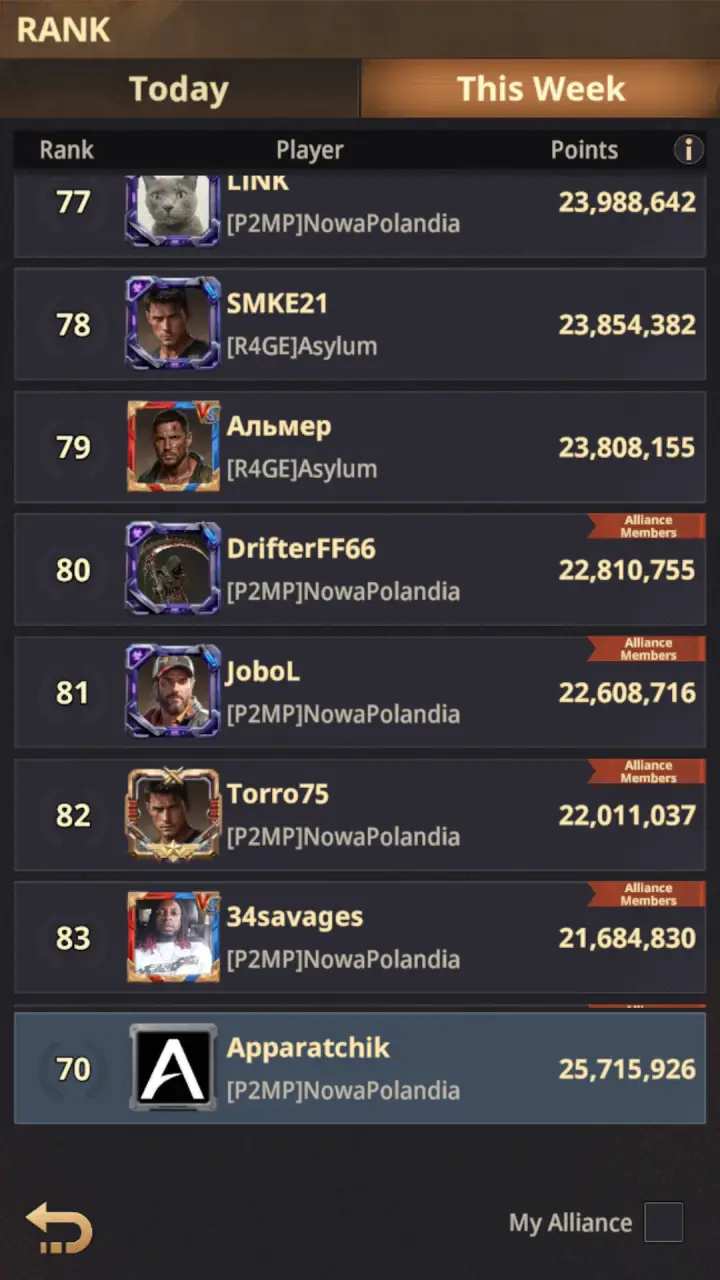 RANK
Today
This Week
Rank
Player
Points
77
LINK
[P2MP]NowaPolandia
23,988,642
78
SMKE21
[R4GE]Asylum
23,854,382
79
Альмер
[R4GE]Asylum
23,808,155
VS
Alliance
Members
80
DrifterFF66
[P2MP]NowaPolandia
22,810,755
Alliance
Members
81
JoboL
[P2MP]NowaPolandia
22,608,716
Alliance
Members
82
Torro75
[P2MP]NowaPolandia
22,011,037
Alliance
Members
83
34savages
[P2MP]NowaPolandia
21,684,830
VS
70
Apparatchik
[P2MP]NowaPolandia
25,715,926
My Alliance